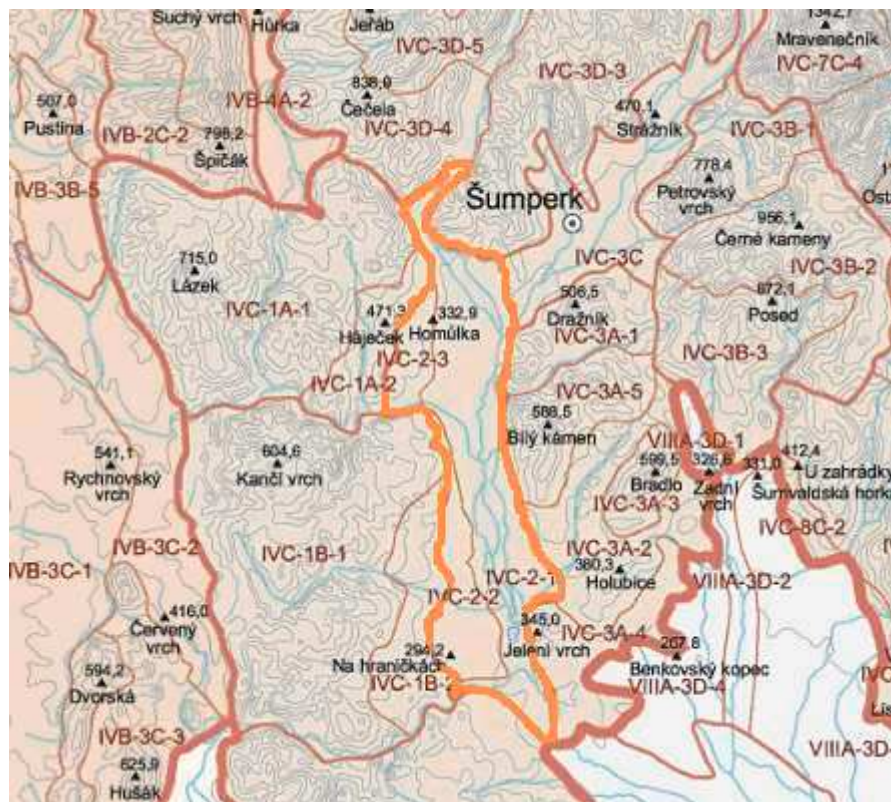 Suchý vrch
Hůrka
Jeřáb
IVC-3D-5
Mravenečník
IVC-7C-4
IVC-3D-3
507,0
Pustina
IVB-4A-2
838,0
Čečela
IVC-3D-4
470,1
Strážník
IVC-3B-1
IVB-2C-2
798,2
Špičák
778,4
Petrovský
vrch
IVB-3B-5
Šumperk
956,1
Černé kameny
715,0
Lázek
IVC-3C
IVC-3B-2
IVC-1A-1
471,3
Háječek
332,9
Homůlka
506,5
Dražník
872,1
Posed
IVC-2-3
IVC-3A-1
IVC-3B-3
IVC-1A-2
IVC-3A-5
588,5
Bílý kámen
VIIIA-3D-1
541,1
Rychnovský
vrch
604,6
Kančí vrch
599,5
Bradlo
326,6
Zadní
vrch
331,0
412,4
U zahrádky
Šumvaldská hork
IVC-3A-3
IVB-3C-2
IVC-8C-2
IVC-1B-1
IVC-3A-2
IVB-3C-1
IVC-2-1
380,3
Holubice
VIIIA-3D-2
IVC-2-2
416,0
Červený
vrch
345,0
Jelení vrch
IVC-3A-4
294,2
Na hraničkách
267,8
Benkovský kopec
594,2
Dvorská
VIIIA-3D-4
IVB-3C-3
625,9
Hušák
VIIIA-3D-